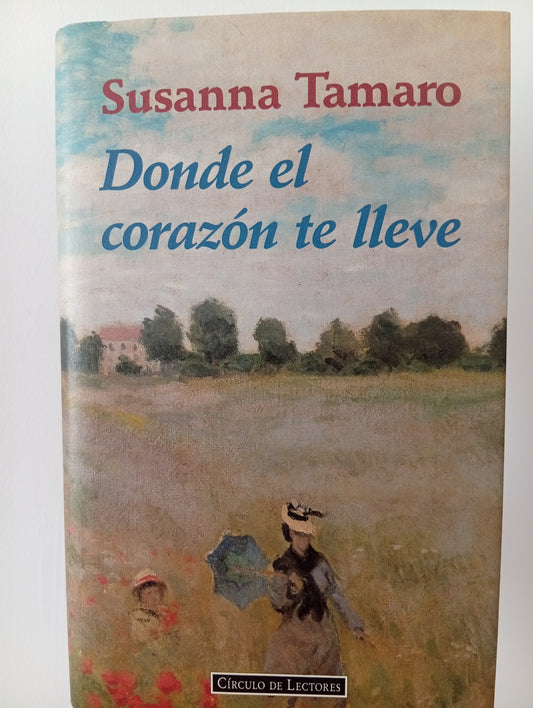 Susanna Tamaro
Donde el
corazón te lleve
CÍRCULO DE LECTORES